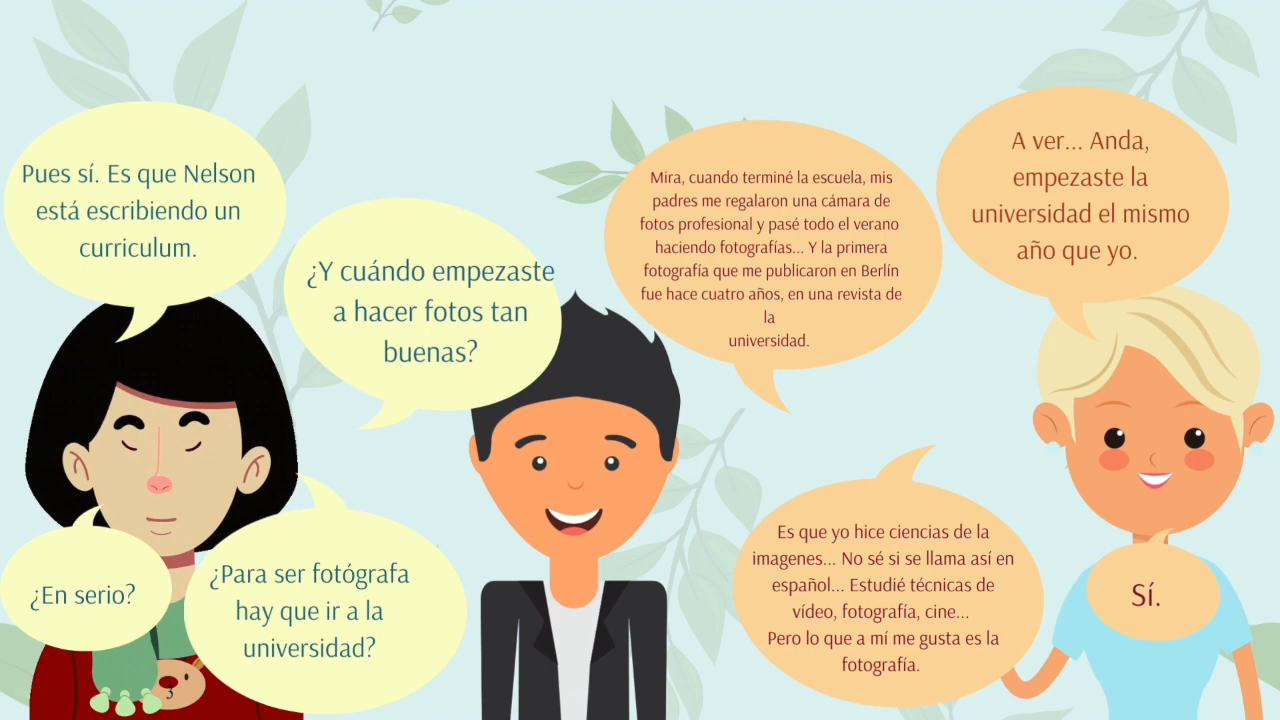 Pues sí. Es que Nelson
está escribiendo un
curriculum.
¿Y cuándo empezaste
a hacer fotos tan
buenas?
Mira, cuando terminé la escuela, mis
padres me regalaron una cámara de
fotos profesional y pasé todo el verano
haciendo fotografías... Y la primera
fotografía que me publicaron en Berlín
fue hace cuatro años, en una revista de
la
universidad.
A ver... Anda,
empezaste la
universidad el mismo
año que yo.
¿En serio?
¿Para ser fotógrafa
hay que ir a la
universidad?
Es que yo hice ciencias de la
imagenes... No sé si se llama así en
español... Estudié técnicas de
vídeo, fotografía, cine...
Pero lo que a mí me gusta es la
fotografía.
Sí.